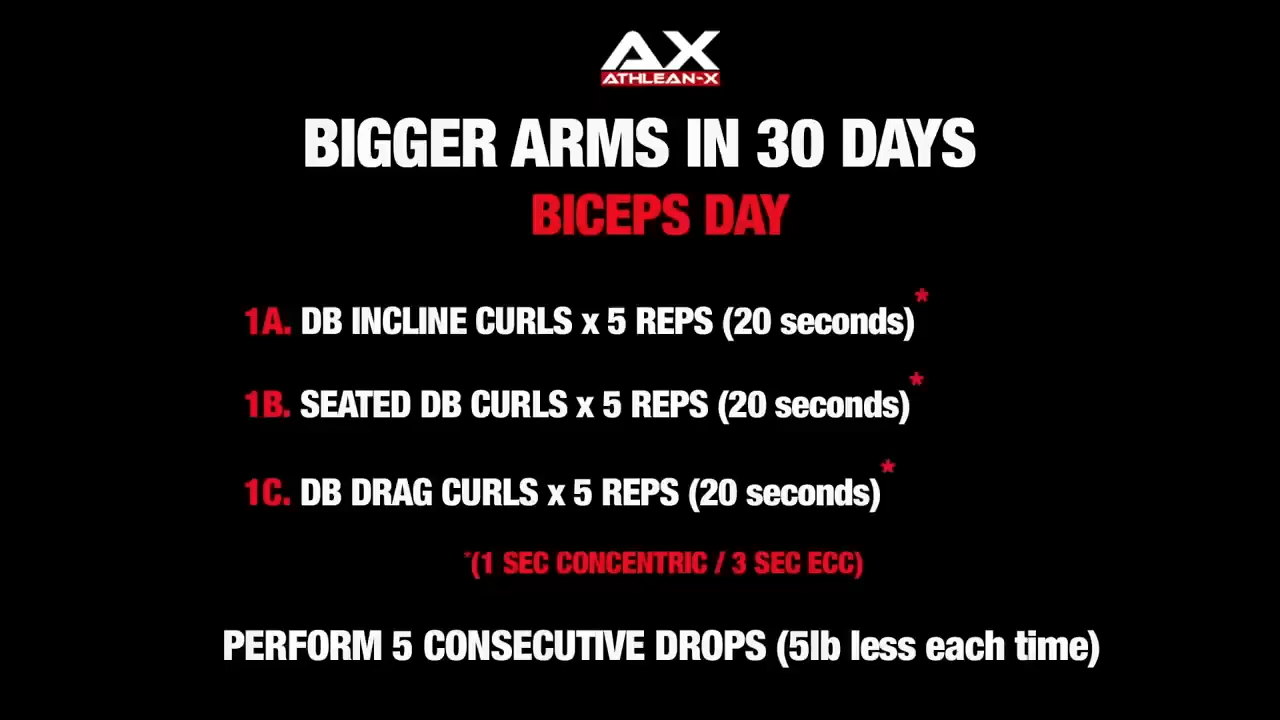 AX
ATHLEAN-X
BIGGER ARMS IN 30 DAYS
BICEPS DAY
1A. DB INCLINE CURLS x 5 REPS (20 seconds)*
1B. SEATED DB CURLS x 5 REPS (20 seconds)*
1C. DB DRAG CURLS x 5 REPS (20 seconds)*
*(1 SEC CONCENTRIC / 3 SEC ECC)
PERFORM 5 CONSECUTIVE DROPS (5lb less each time)